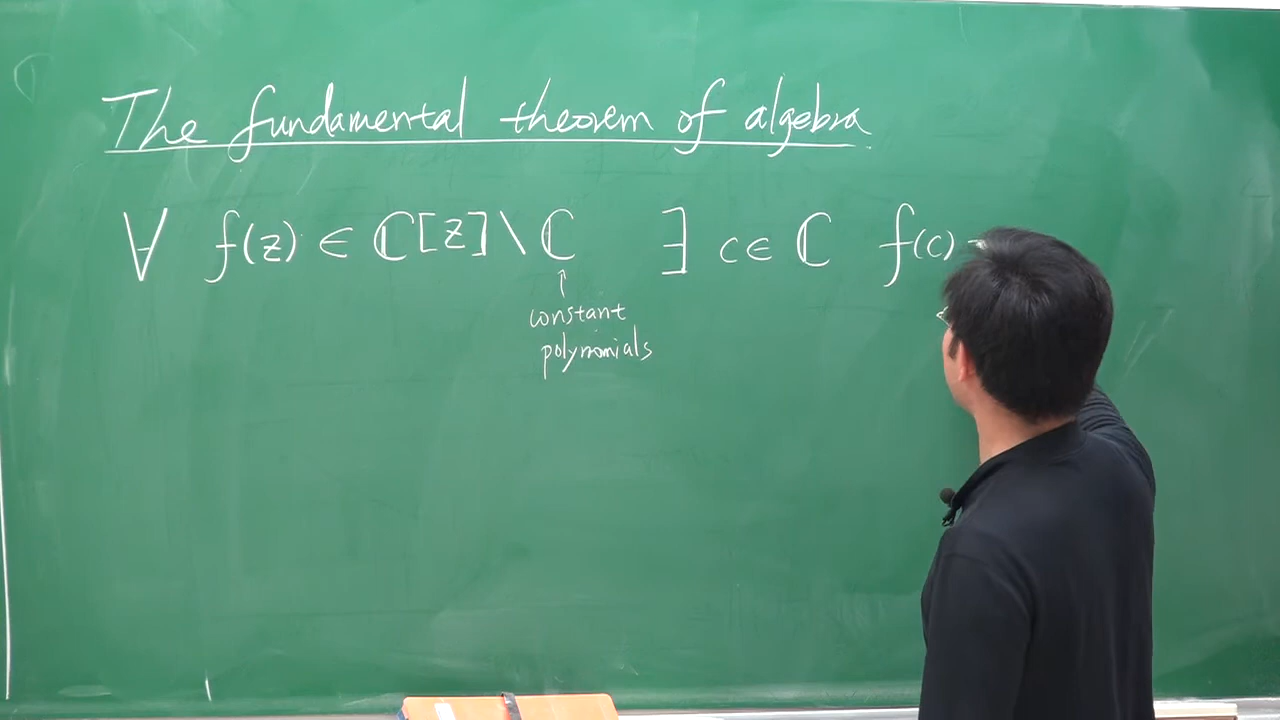 The fundamental theorem of algebra
∀ f(z) ∈ ℂ[z]\ℂ ∃ c ∈ ℂ f(c)
↑
constant
polynomials